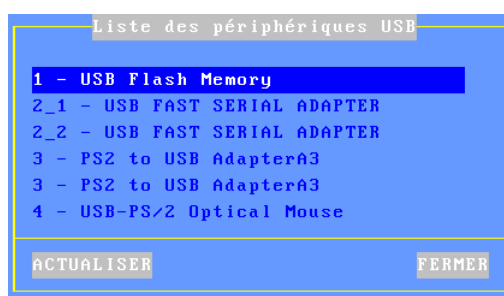 Liste des périphériques USB
1 - USB Flash Memory
2_1 - USB FAST SERIAL ADAPTER
2_2 - USB FAST SERIAL ADAPTER
3 - PS2 to USB AdapterA3
3 - PS2 to USB AdapterA3
4 - USB-PS/2 Optical Mouse
ACTUALISER FERMER